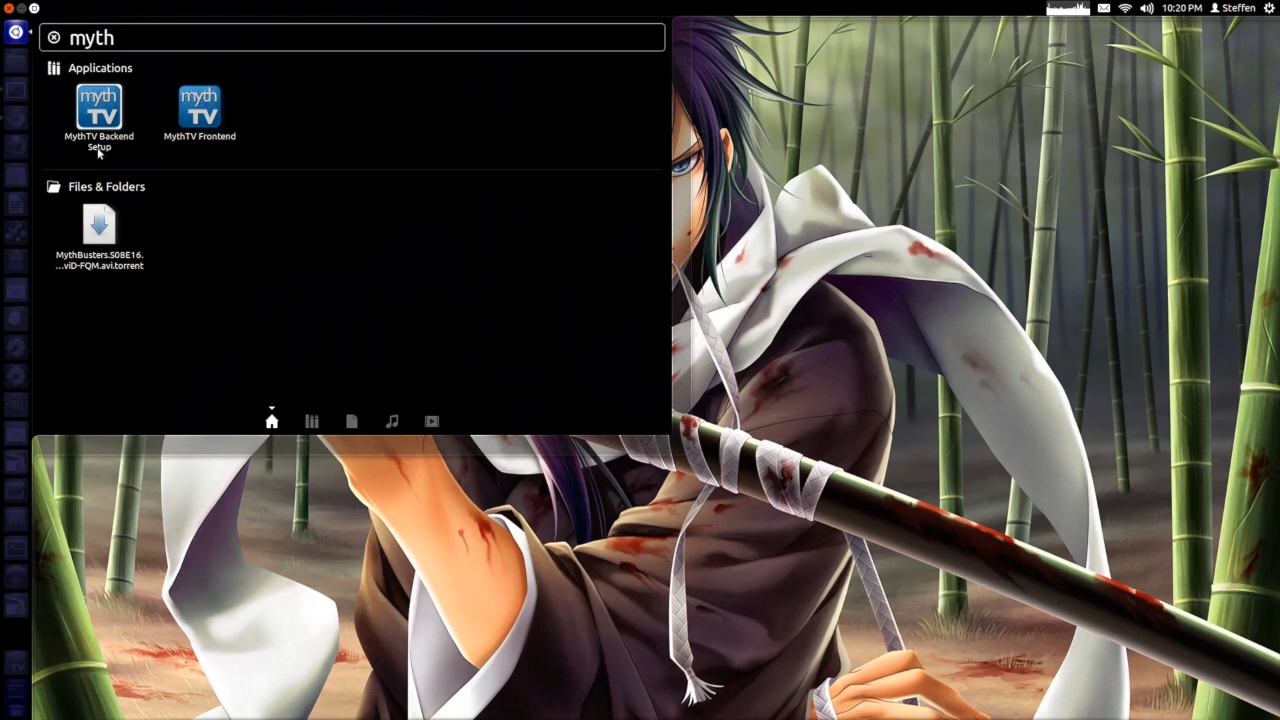 10:20 PM Steffen
myth
Applications
myth
TV
MythTV Backend
Setup
myth
TV
MythTV Frontend
Files & Folders
MythBusters.S08E16.
...viD-FQM.avi.torrent
TV